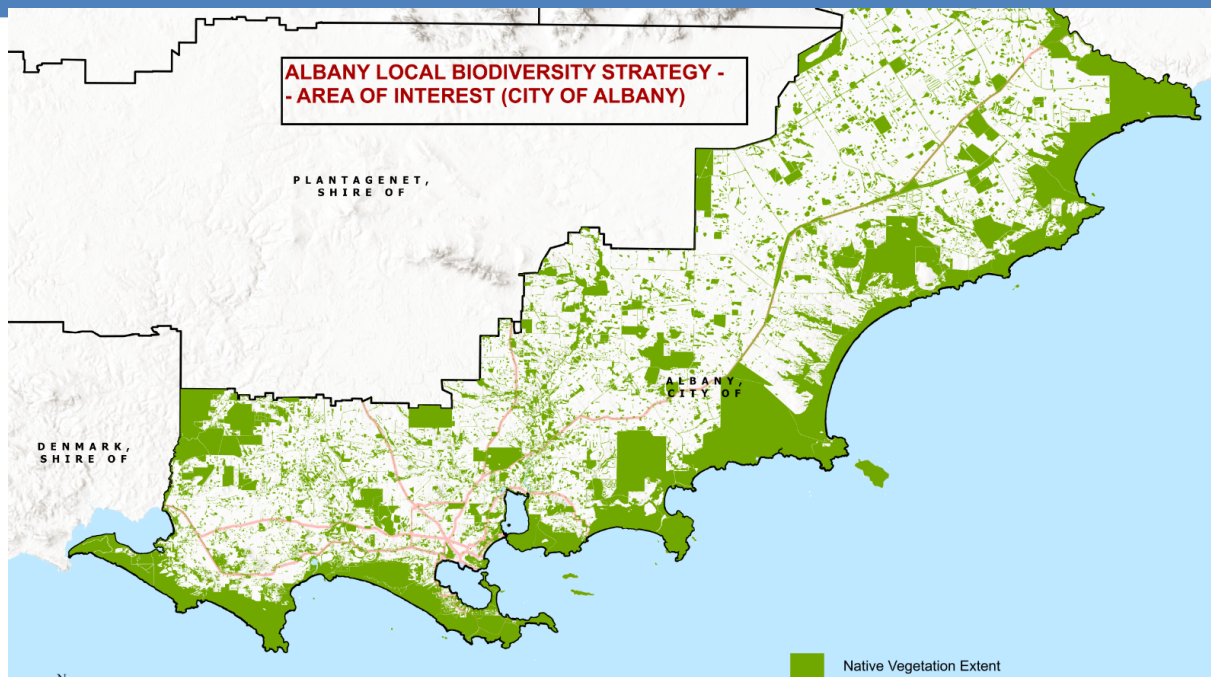 ALBANY LOCAL BIODIVERSITY STRATEGY -
- AREA OF INTEREST (CITY OF ALBANY)
PLANTAGENET,
SHIRE OF
ALBANY,
CITY OF
DENMARK,
SHIRE OF
Native Vegetation Extent
N